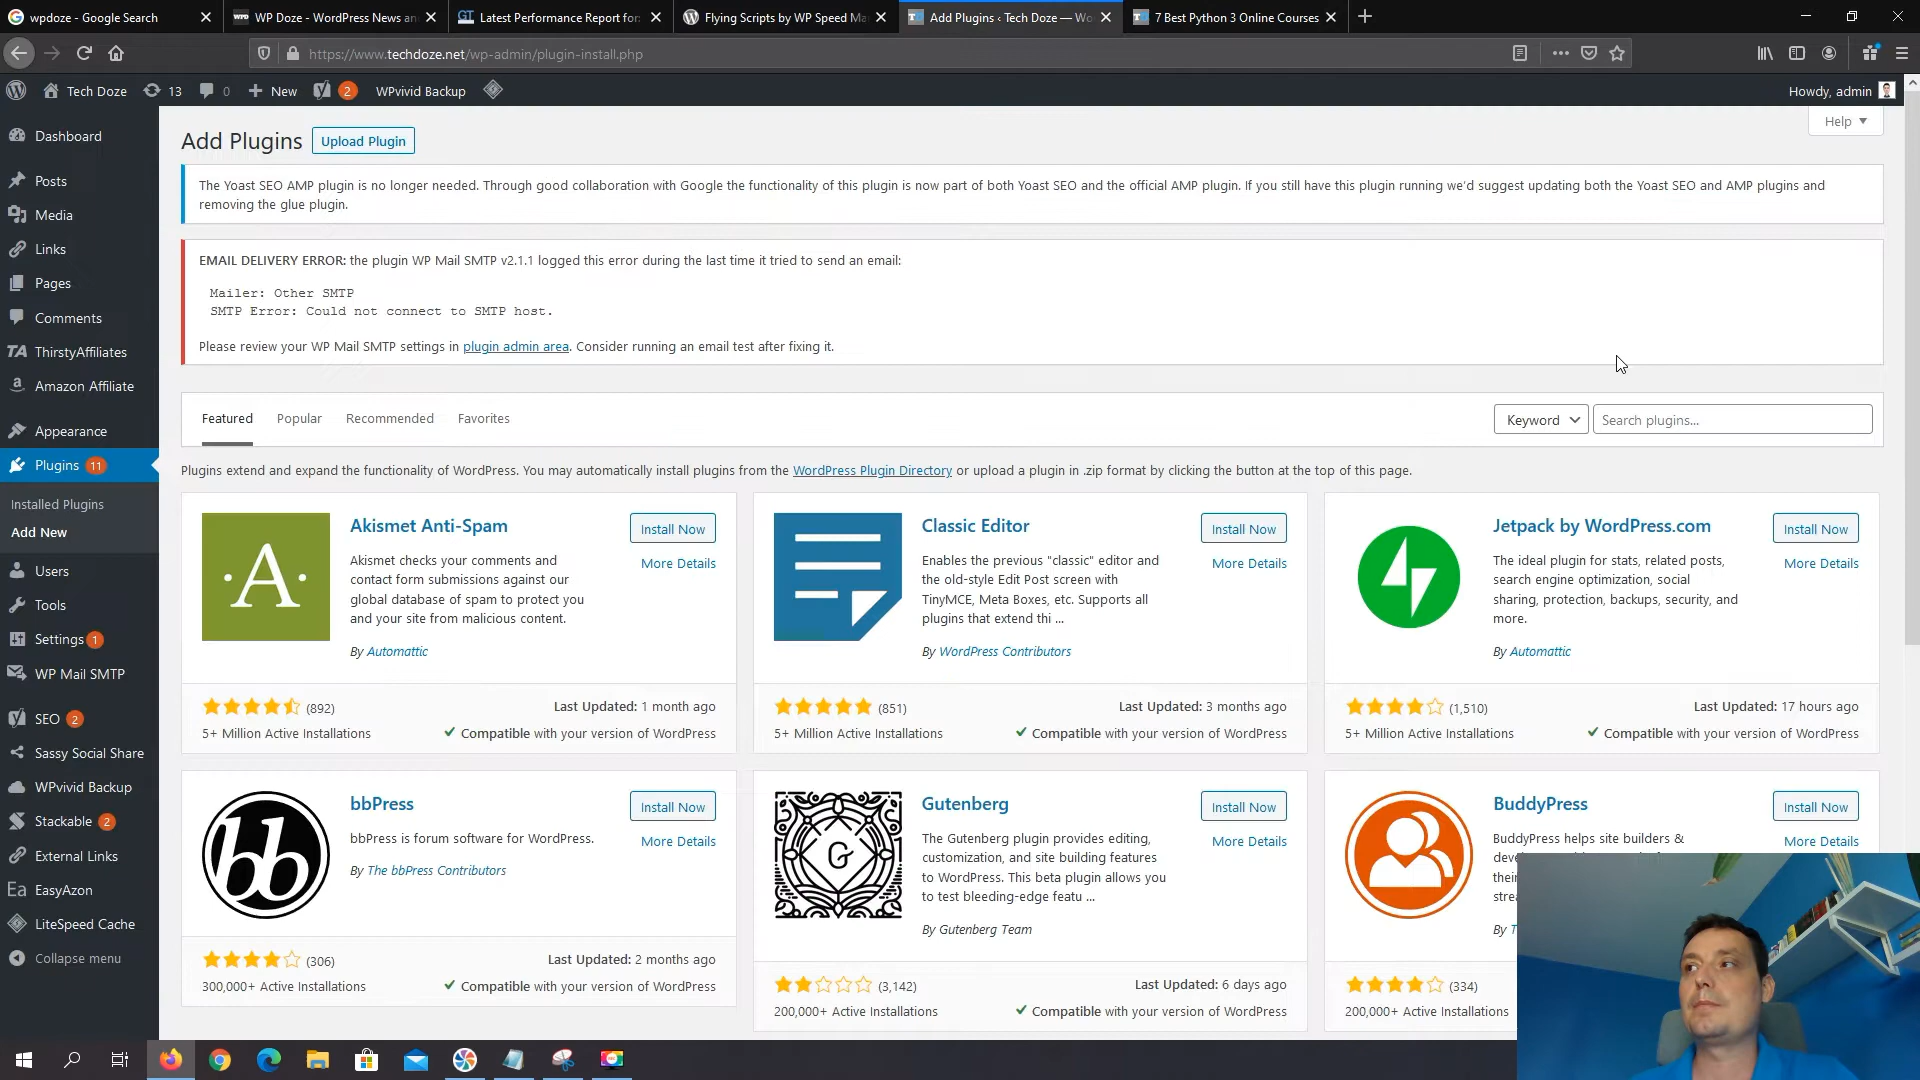 wpdoze - Google Search
WP Doze - WordPress News an
Latest Performance Report for:
Flying Scripts by WP Speed Ma
Add Plugins ‹ Tech Doze — Wo
7 Best Python 3 Online Courses
https://www.techdoze.net/wp-admin/plugin-install.php
Tech Doze
13
0
New
2
WPvivid Backup
Howdy, admin
Help
Dashboard
Posts
Media
Links
Pages
Comments
ThirstyAffiliates
Amazon Affiliate
Appearance
Plugins 11
Installed Plugins
Add New
Users
Tools
Settings 1
WP Mail SMTP
SEO 2
Sassy Social Share
WPvivid Backup
Stackable 2
External Links
EasyAzon
LiteSpeed Cache
Collapse menu
Add Plugins
Upload Plugin
The Yoast SEO AMP plugin is no longer needed. Through good collaboration with Google the functionality of this plugin is now part of both Yoast SEO and the official AMP plugin. If you still have this plugin running we'd suggest updating both the Yoast SEO and AMP plugins and
removing the glue plugin.
EMAIL DELIVERY ERROR: the plugin WP Mail SMTP v2.1.1 logged this error during the last time it tried to send an email:
Mailer: Other SMTP
SMTP Error: Could not connect to SMTP host.
Please review your WP Mail SMTP settings in plugin admin area. Consider running an email test after fixing it.
Featured
Popular
Recommended
Favorites
Keyword
Search plugins...
Plugins extend and expand the functionality of WordPress. You may automatically install plugins from the WordPress Plugin Directory or upload a plugin in .zip format by clicking the button at the top of this page.
Akismet Anti-Spam
Install Now
More Details
Akismet checks your comments and
contact form submissions against our
global database of spam to protect you
and your site from malicious content.
By Automattic
(892)
Last Updated: 1 month ago
5+ Million Active Installations
Compatible with your version of WordPress
Classic Editor
Install Now
More Details
Enables the previous "classic" editor and
the old-style Edit Post screen with
TinyMCE, Meta Boxes, etc. Supports all
plugins that extend thi ...
By WordPress Contributors
(851)
Last Updated: 3 months ago
5+ Million Active Installations
Compatible with your version of WordPress
Jetpack by WordPress.com
Install Now
More Details
The ideal plugin for stats, related posts,
search engine optimization, social
sharing, protection, backups, security, and
more.
By Automattic
(1,510)
Last Updated: 17 hours ago
5+ Million Active Installations
Compatible with your version of WordPress
bbPress
Install Now
More Details
bbPress is forum software for WordPress.
By The bbPress Contributors
(306)
Last Updated: 2 months ago
300,000+ Active Installations
Compatible with your version of WordPress
Gutenberg
Install Now
More Details
The Gutenberg plugin provides editing,
customization, and site building features
to WordPress. This beta plugin allows you
to test bleeding-edge featu ...
By Gutenberg Team
(3,142)
Last Updated: 6 days ago
200,000+ Active Installations
Compatible with your version of WordPress
BuddyPress
Install Now
More Details
BuddyPress helps site builders &
By
(334)
200,000+ Active Installations